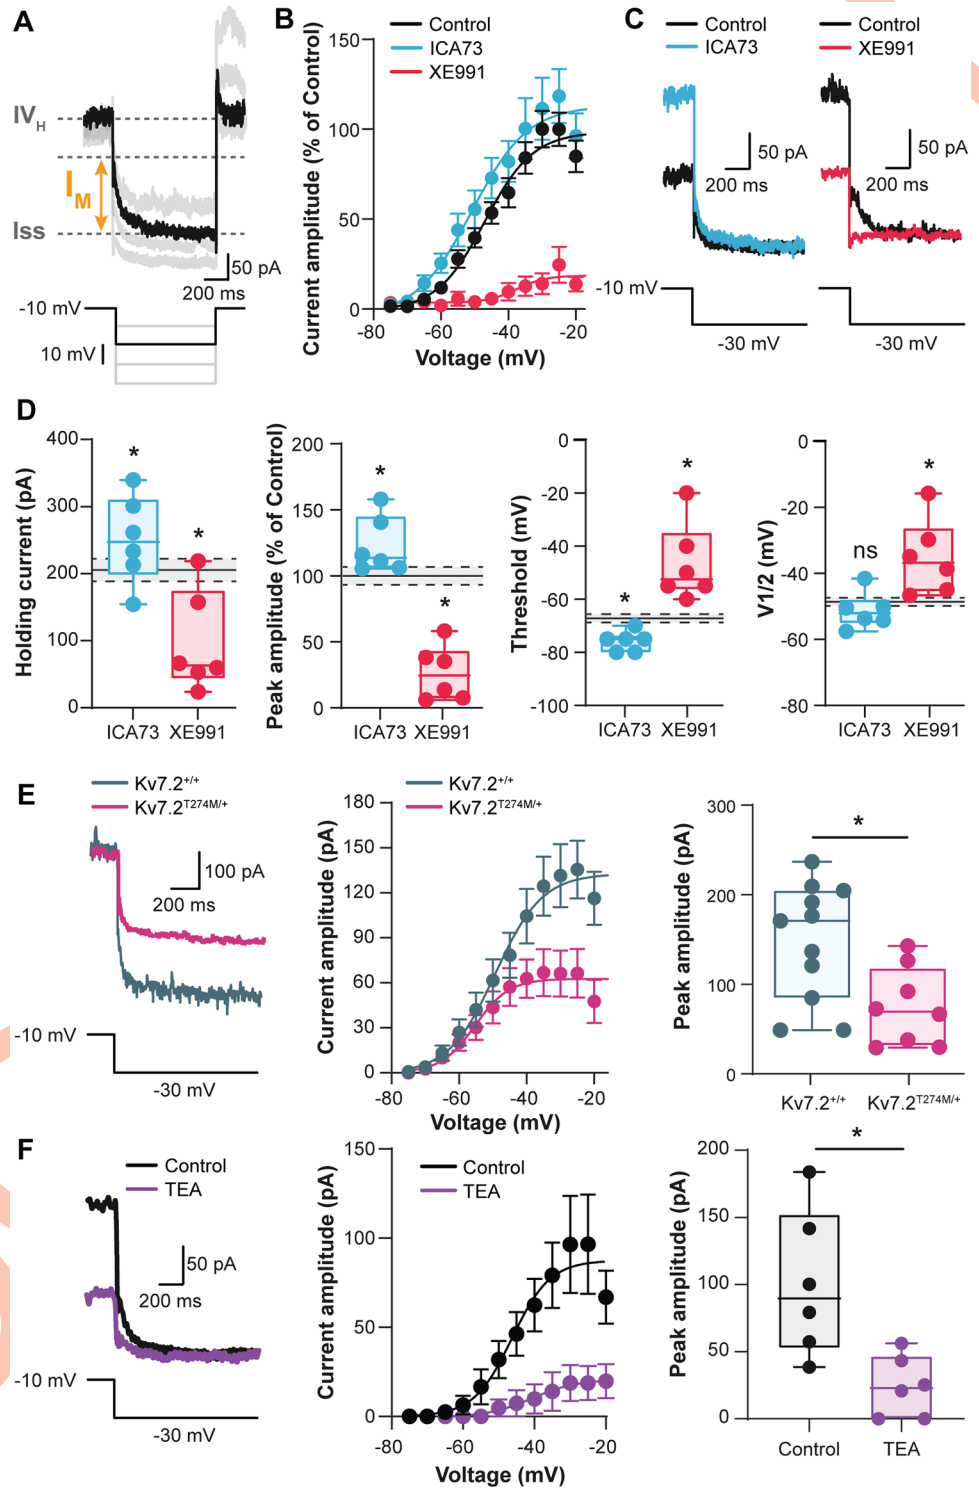 A
IV_H
I_M
Iss
50 pA
200 ms
-10 mV
10 mV
B
Control
ICA73
XE991
Current amplitude (% of Control)
150
100
50
0
-80 -60 -40 -20
Voltage (mV)
C
Control
ICA73
50 pA
200 ms
-10 mV
-30 mV
Control
XE991
50 pA
200 ms
-30 mV
D
Holding current (pA)
400
300
200
100
0
*
*
ICA73 XE991
Peak amplitude (% of Control)
200
150
100
50
0
*
*
ICA73 XE991
Threshold (mV)
0
-20
-40
-60
-80
-100
*
*
ICA73 XE991
V1/2 (mV)
0
-20
-40
-60
-80
ns
*
ICA73 XE991
E
Kv7.2+/+
Kv7.2T274M/+
100 pA
200 ms
-10 mV
-30 mV
Kv7.2+/+
Kv7.2T274M/+
Current amplitude (pA)
180
150
120
90
60
30
0
-80 -60 -40 -20
Voltage (mV)
Peak amplitude (pA)
300
200
100
0
*
Kv7.2+/+ Kv7.2T274M/+
F
Control
TEA
50 pA
200 ms
-10 mV
-30 mV
Control
TEA
Current amplitude (pA)
150
100
50
0
-80 -60 -40 -20
Voltage (mV)
Peak amplitude (pA)
200
150
100
50
0
*
Control TEA